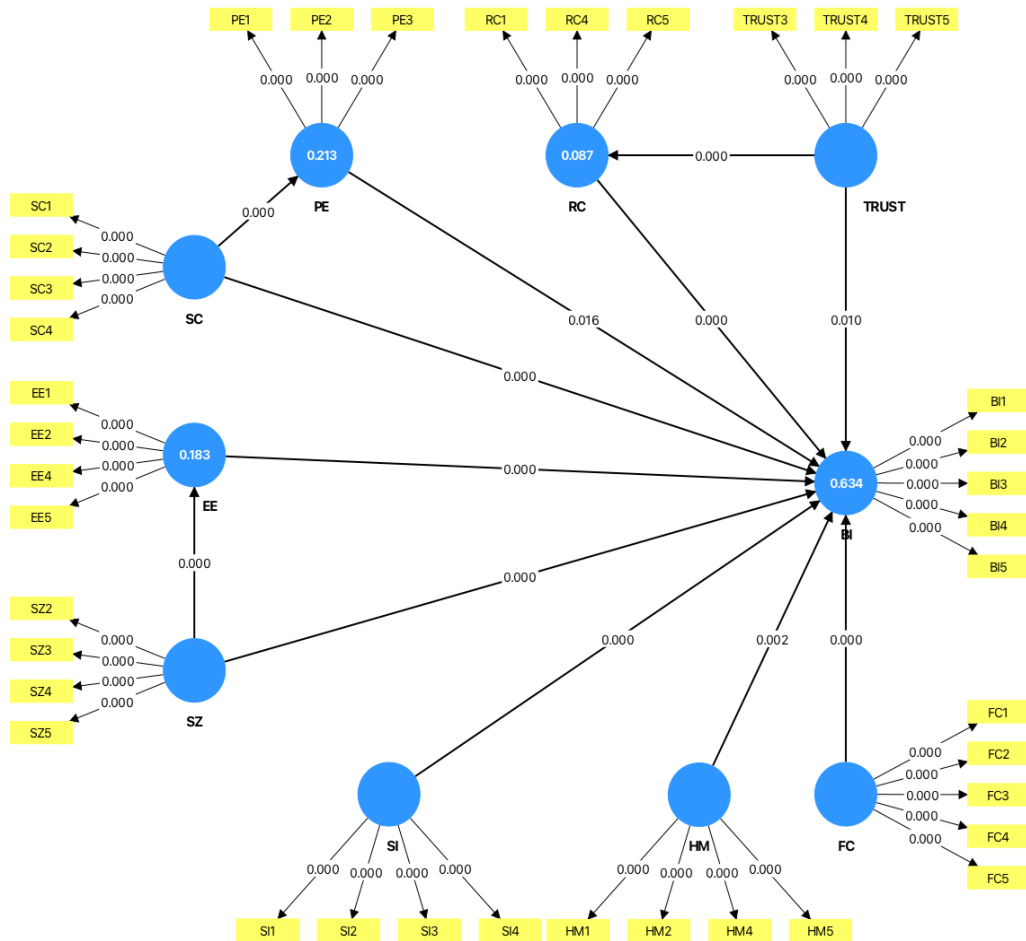 PE1 PE2 PE3 RC1 RC4 RC5 TRUST3 TRUST4 TRUST5
0.000 0.000 0.000 0.000 0.000 0.000 0.000 0.000 0.000
0.213 0.087 0.000
PE RC TRUST
SC1
0.000
SC2
0.000
SC3
0.000
SC4
0.000
0.000
SC
0.016 0.000 0.010
0.000
EE1
0.000
EE2
0.000
EE4
0.000
EE5
0.000
0.183
EE
0.000
0.634
BI
BI1
0.000
BI2
0.000
BI3
0.000
BI4
0.000
BI5
0.000
0.000
0.000
SZ2
0.000
SZ3
0.000
SZ4
0.000
SZ5
0.000
SZ
0.000 0.002 0.000
FC1
0.000
FC2
0.000
FC3
0.000
FC4
0.000
FC5
0.000
SI HM FC
0.000 0.000 0.000 0.000 0.000 0.000 0.000 0.000
SI1 SI2 SI3 SI4 HM1 HM2 HM4 HM5